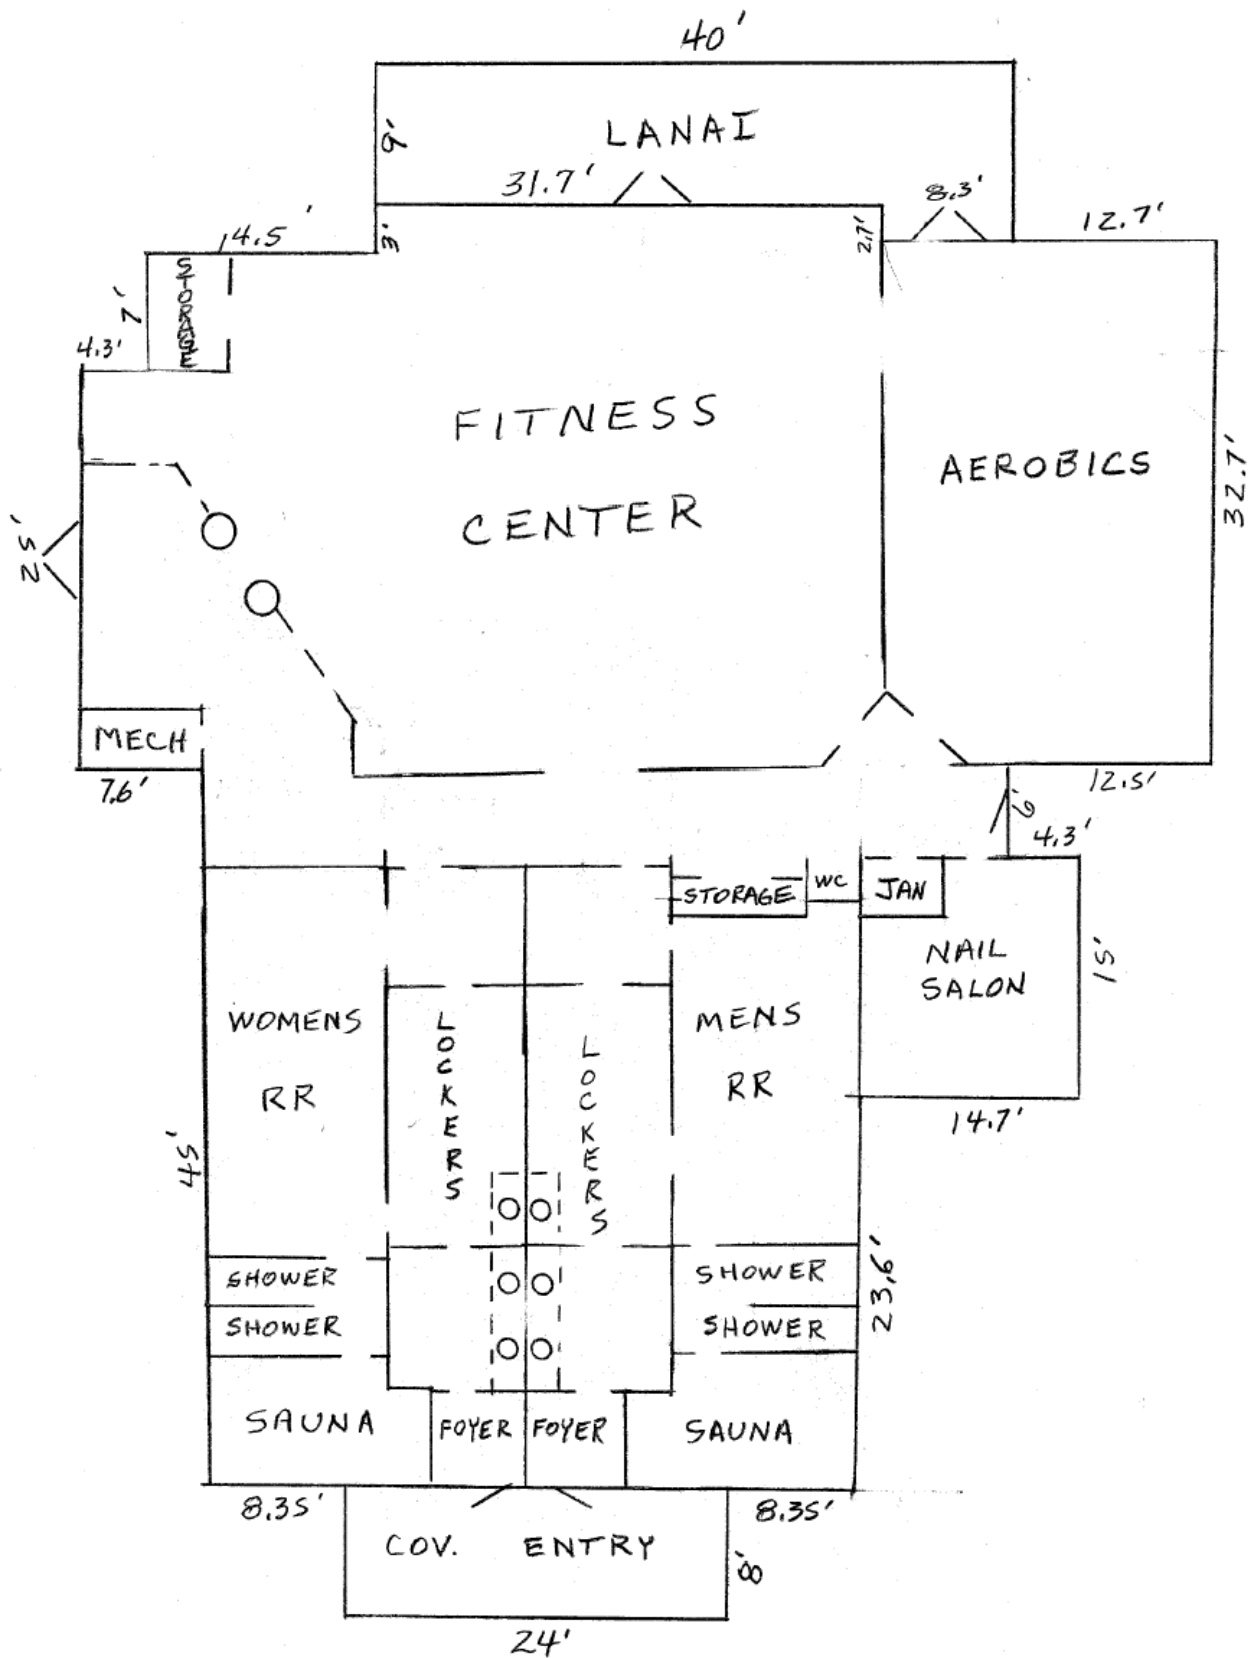 40'
LANAI
9'
31.7'
8.3'
12.7'
14.5'
3'
2.7'
STORAGE
7'
4.3'
FITNESS
CENTER
AEROBICS
32.7'
25'
MECH
7.6'
12.5'
6'
4.3'
STORAGE
WC
JAN
NAIL
SALON
15'
WOMENS
RR
LOCKERS
LOCKERS
MENS
RR
14.7'
45'
SHOWER
SHOWER
SHOWER
SHOWER
23.6'
SAUNA
FOYER
FOYER
SAUNA
8.35'
8.35'
COV. ENTRY
8'
24'